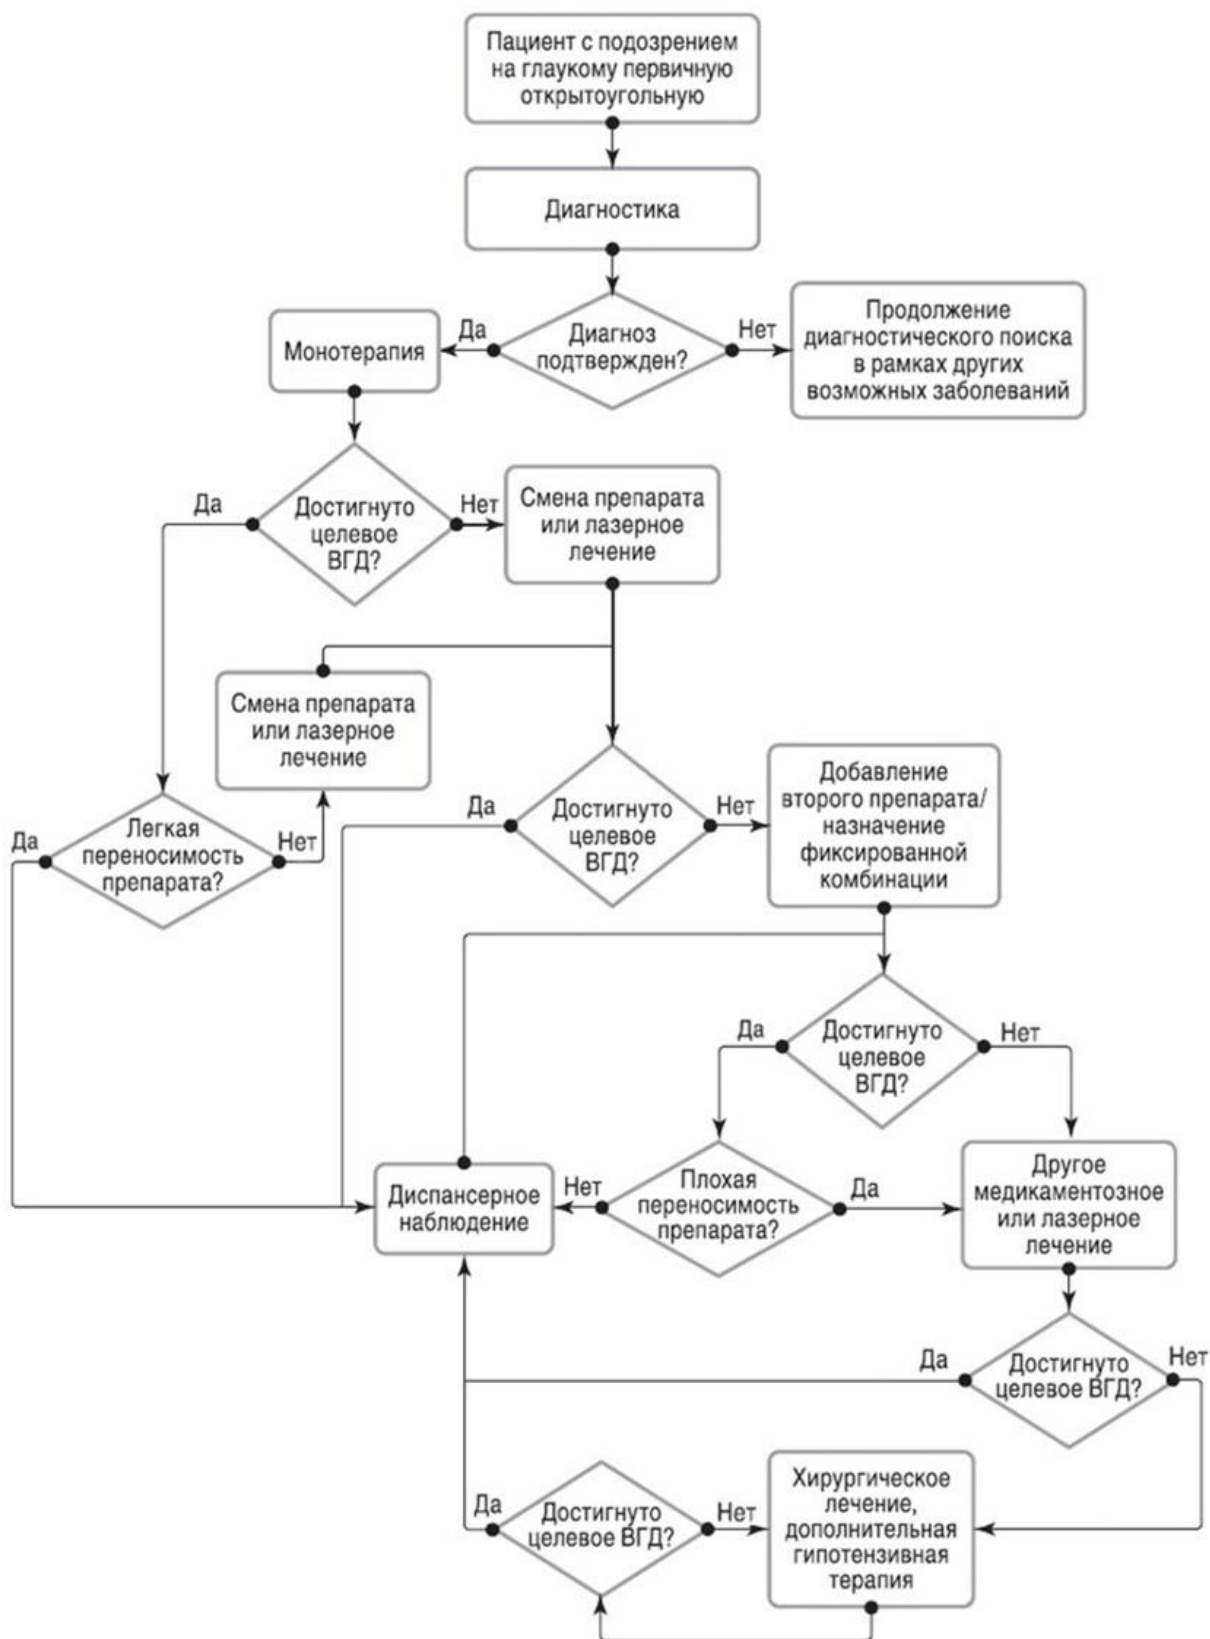 Пациент с подозрением
на глаукому первичную
открытоугольную
Диагностика
Да
Диагноз
подтвержден?
Нет
Монотерапия
Продолжение
диагностического поиска
в рамках других
возможных заболеваний
Да
Достигнуто
целевое
ВГД?
Нет
Смена препарата
или лазерное
лечение
Смена препарата
или лазерное
лечение
Да
Легкая
переносимость
препарата?
Нет
Да
Достигнуто
целевое
ВГД?
Нет
Добавление
второго препарата/
назначение
фиксированной
комбинации
Да
Достигнуто
целевое
ВГД?
Нет
Диспансерное
наблюдение
Нет
Плохая
переносимость
препарата?
Да
Другое
медикаментозное
или лазерное
лечение
Да
Достигнуто
целевое ВГД?
Нет
Да
Достигнуто
целевое ВГД?
Нет
Хирургическое
лечение,
дополнительная
гипотензивная
терапия